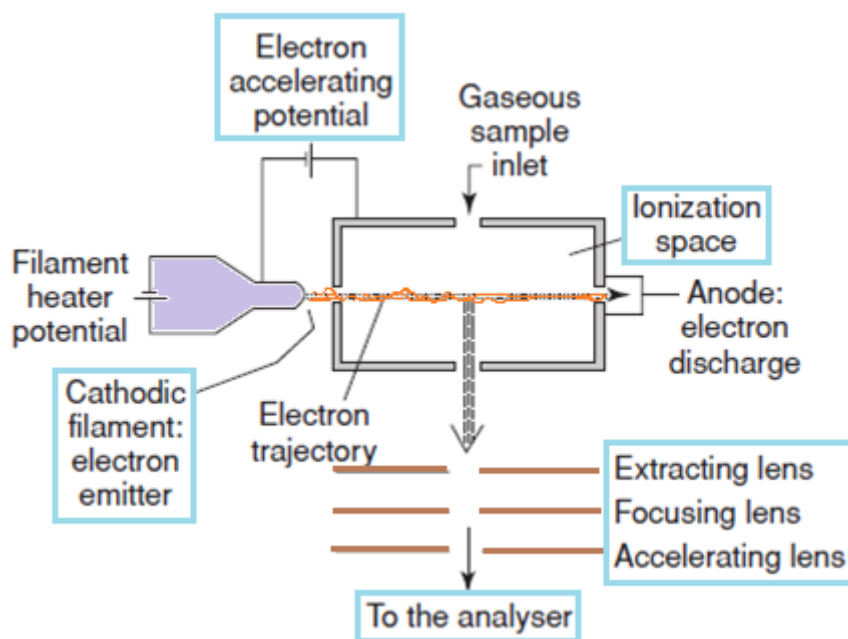 Electron
accelerating
potential
Gaseous
sample
inlet
Ionization
space
Filament
heater
potential
Anode:
electron
discharge
Cathodic
filament:
electron
emitter
Electron
trajectory
Extracting lens
Focusing lens
Accelerating lens
To the analyser